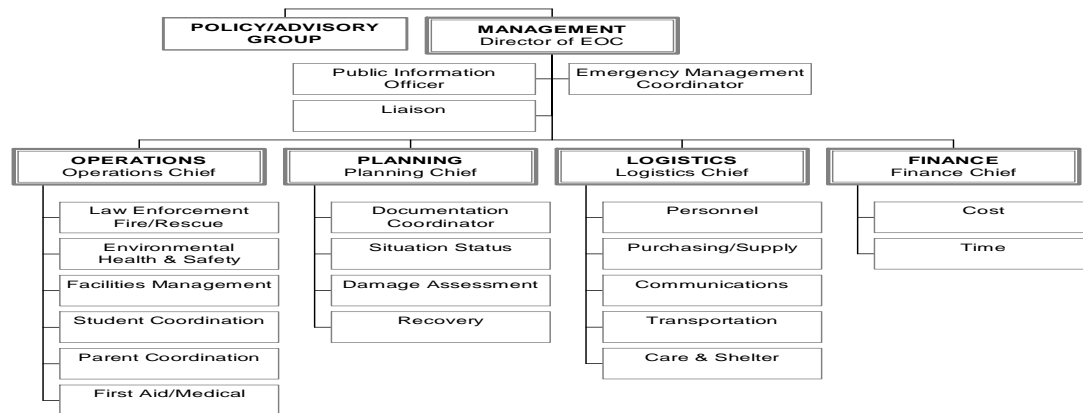 POLICY/ADVISORY
GROUP
MANAGEMENT
Director of EOC
Public Information
Officer
Emergency Management
Coordinator
Liaison
OPERATIONS
Operations Chief
PLANNING
Planning Chief
LOGISTICS
Logistics Chief
FINANCE
Finance Chief
Law Enforcement
Fire/Rescue
Environmental
Health & Safety
Facilities Management
Student Coordination
Parent Coordination
First Aid/Medical
Documentation
Coordinator
Situation Status
Damage Assessment
Recovery
Personnel
Purchasing/Supply
Communications
Transportation
Care & Shelter
Cost
Time